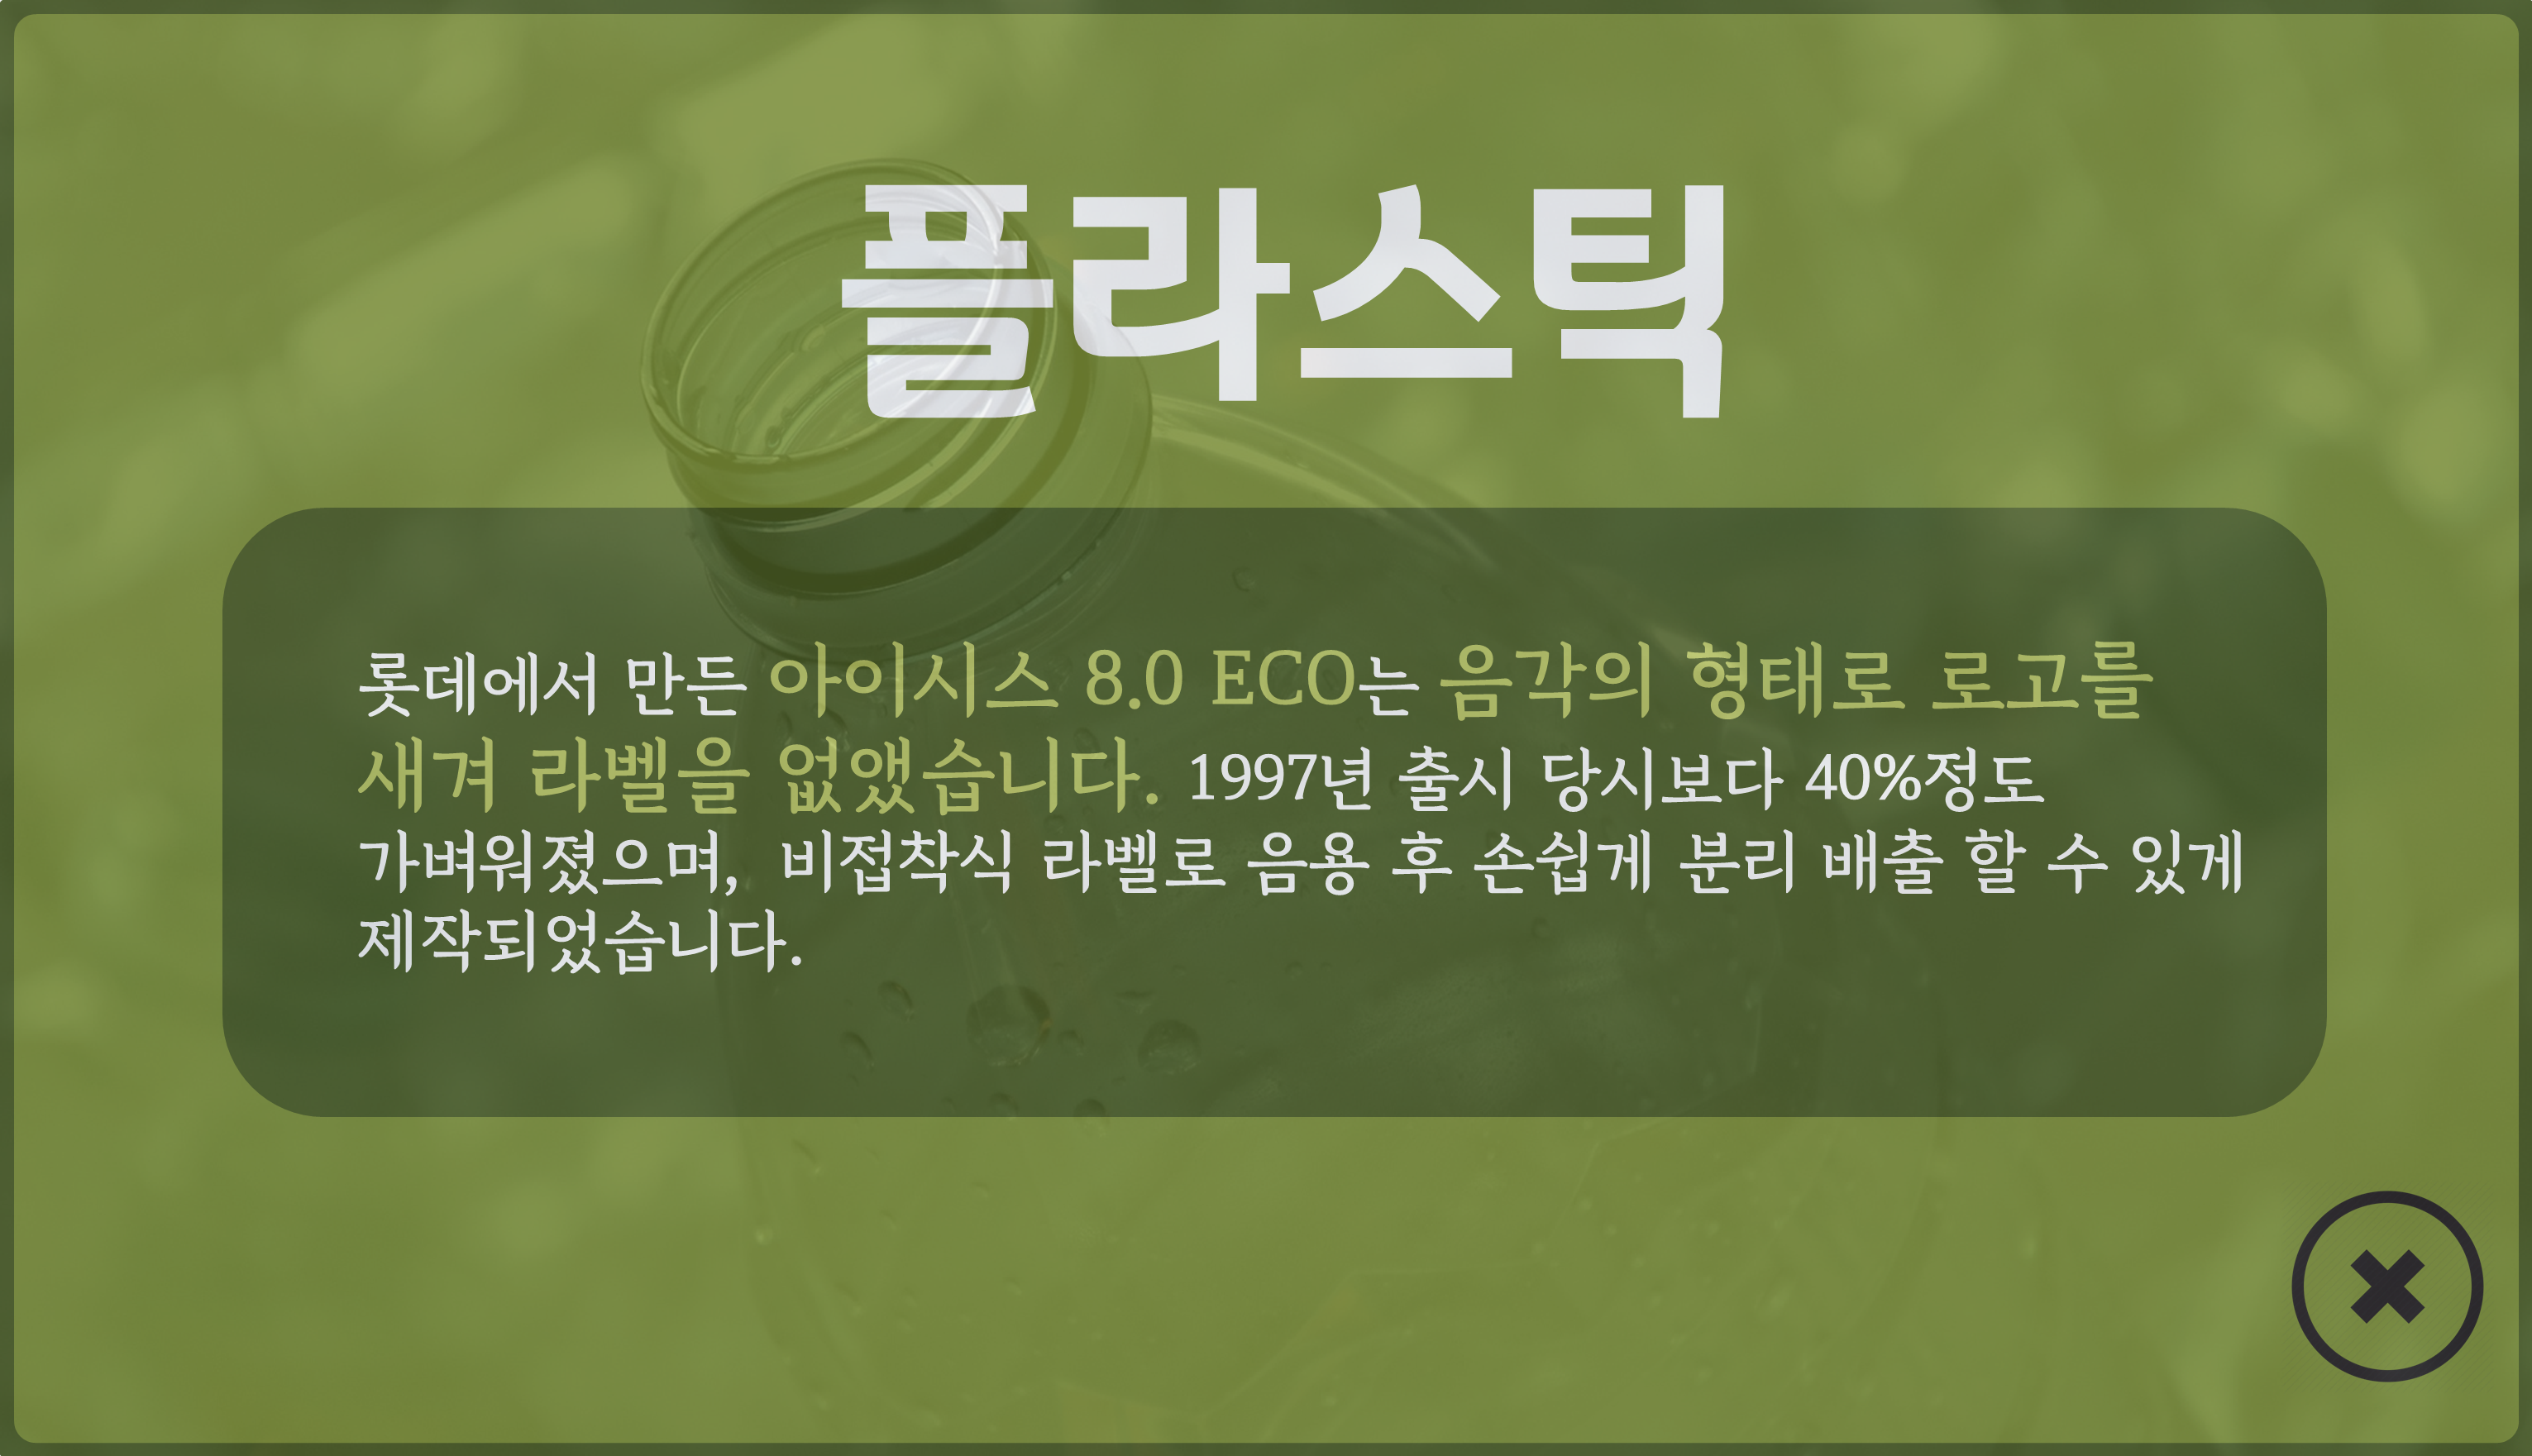 플라스틱
롯데에서 만든 아이시스 8.0 ECO는 음각의 형태로 로고를
새겨 라벨을 없앴습니다. 1997년 출시 당시보다 40%정도
가벼워졌으며, 비접착식 라벨로 음용 후 손쉽게 분리 배출 할 수 있게
제작되었습니다.